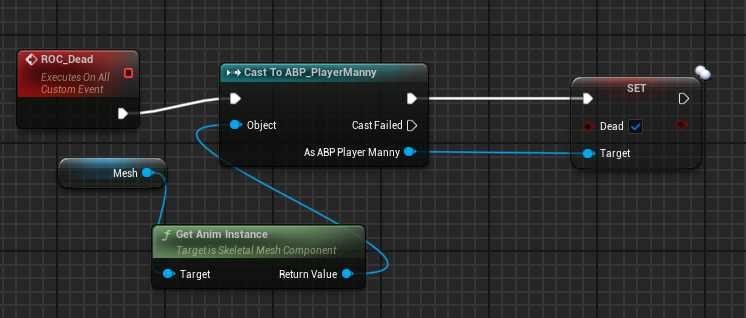 ROC_Dead
Executes On All
Custom Event
Cast To ABP_PlayerManny
Object
Cast Failed
As ABP Player Manny
SET
Dead
Target
Mesh
f Get Anim Instance
Target is Skeletal Mesh Component
Target
Return Value